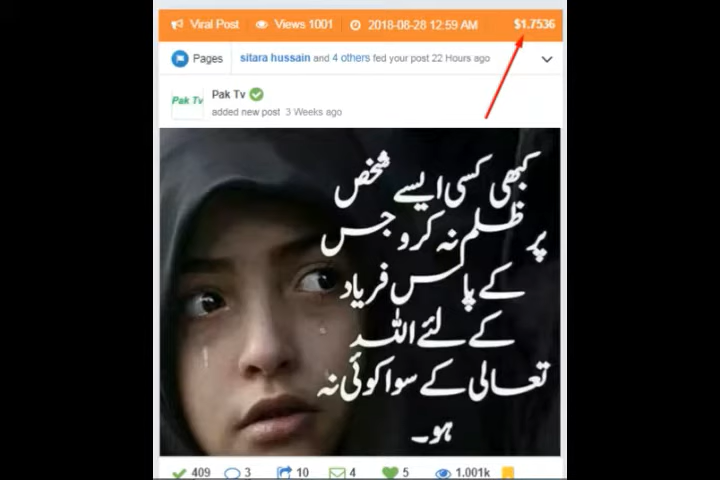 Viral Post Views 1001 2018-08-28 12:59 AM $1.7536
Pages sitara hussain and 4 others fed your post 22 Hours ago
Pak Tv Pak Tv
added new post 3 Weeks ago
کبھی کسی ایسے شخص
پر ظلم نہ کرو جس
کے پاس فریاد
کے لئے اللہ
تعالی کے سوا کوئی نہ
ہو۔
409 3 10 4 5 1.001k